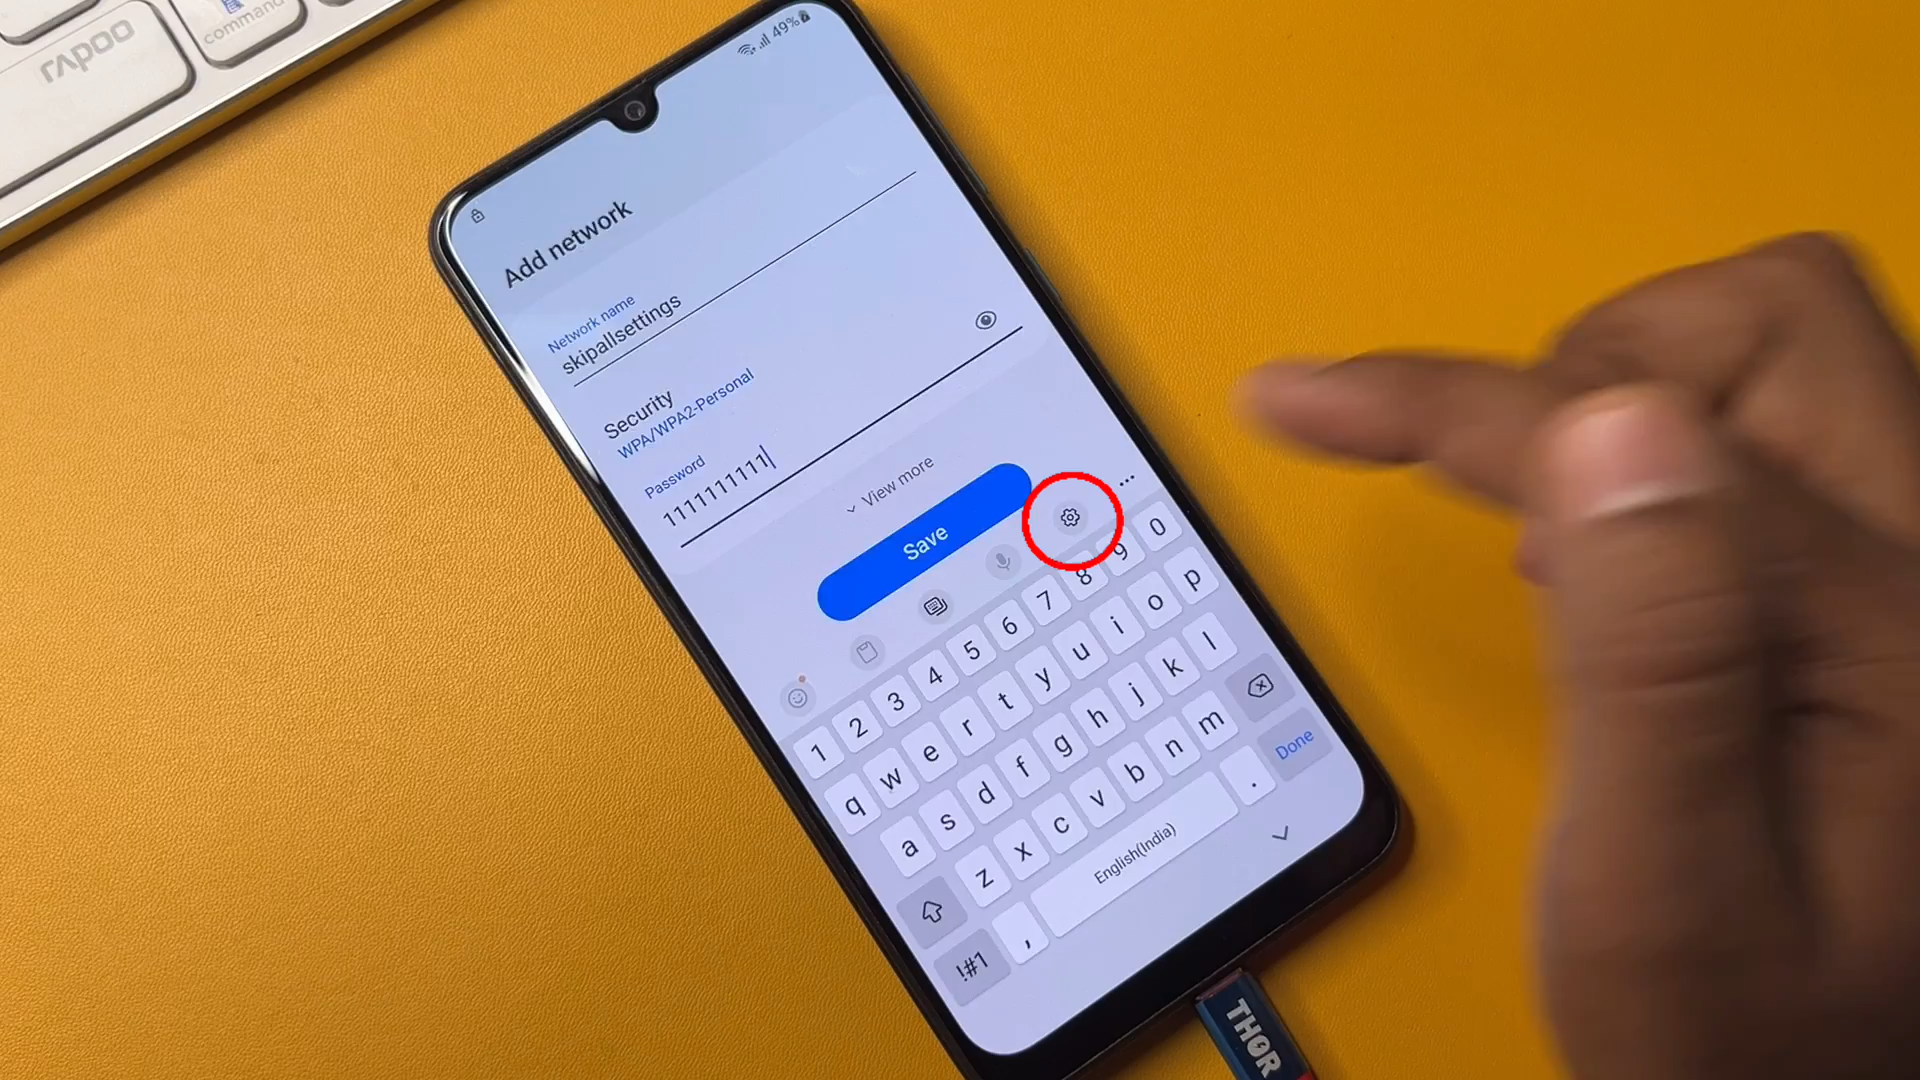 rapoo
command
49%
Add network
Network name
skipallsettings
Security
WPA/WPA2-Personal
Password
1111111111
View more
Save
1 2 3 4 5 6 7 8 9 0
q w e r t y u i o p
a s d f g h j k l
z x c v b n m
!#1 , English(India) . Done
THOR